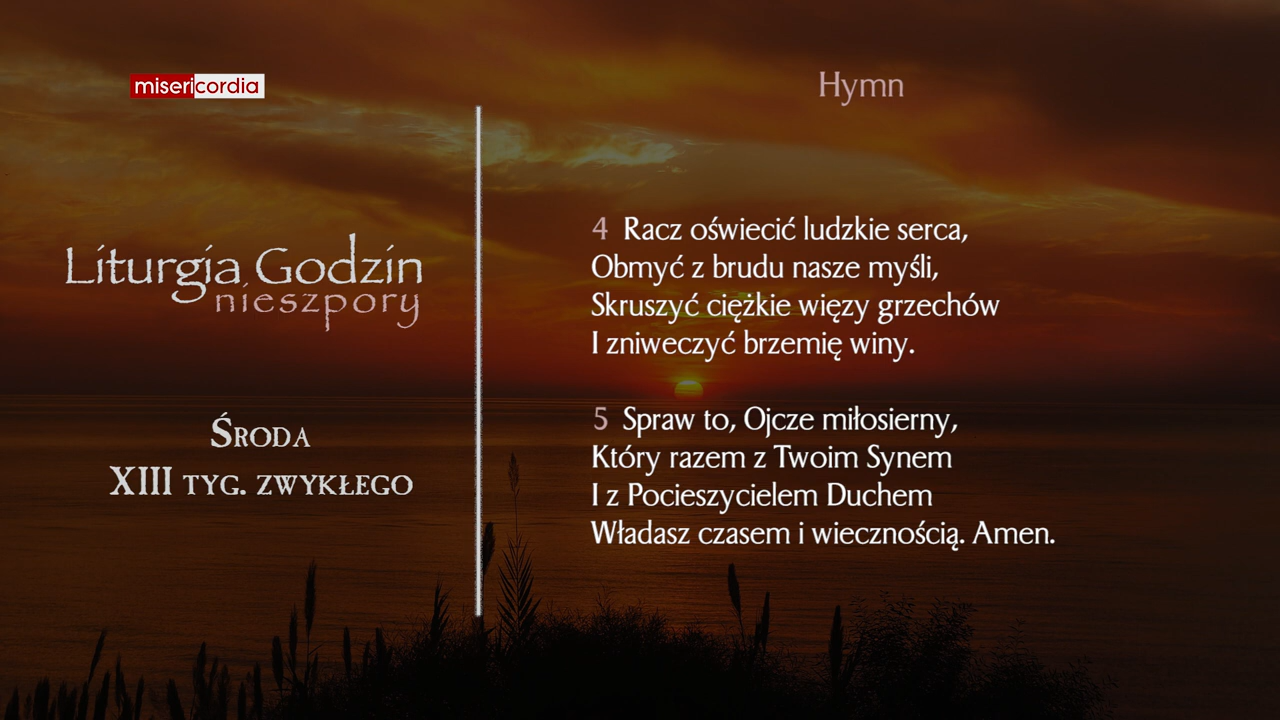 misericordia
Liturgia Godzin
nieszpory
Środa
XIII tyg. zwykłego
Hymn
4 Racz oświecić ludzkie serca,
Obmyć z brudu nasze myśli,
Skruszyć ciężkie więzy grzechów
I zniweczyć brzemię winy.
5 Spraw to, Ojcze miłosierny,
Który razem z Twoim Synem
I z Pocieszycielem Duchem
Władasz czasem i wiecznością. Amen.